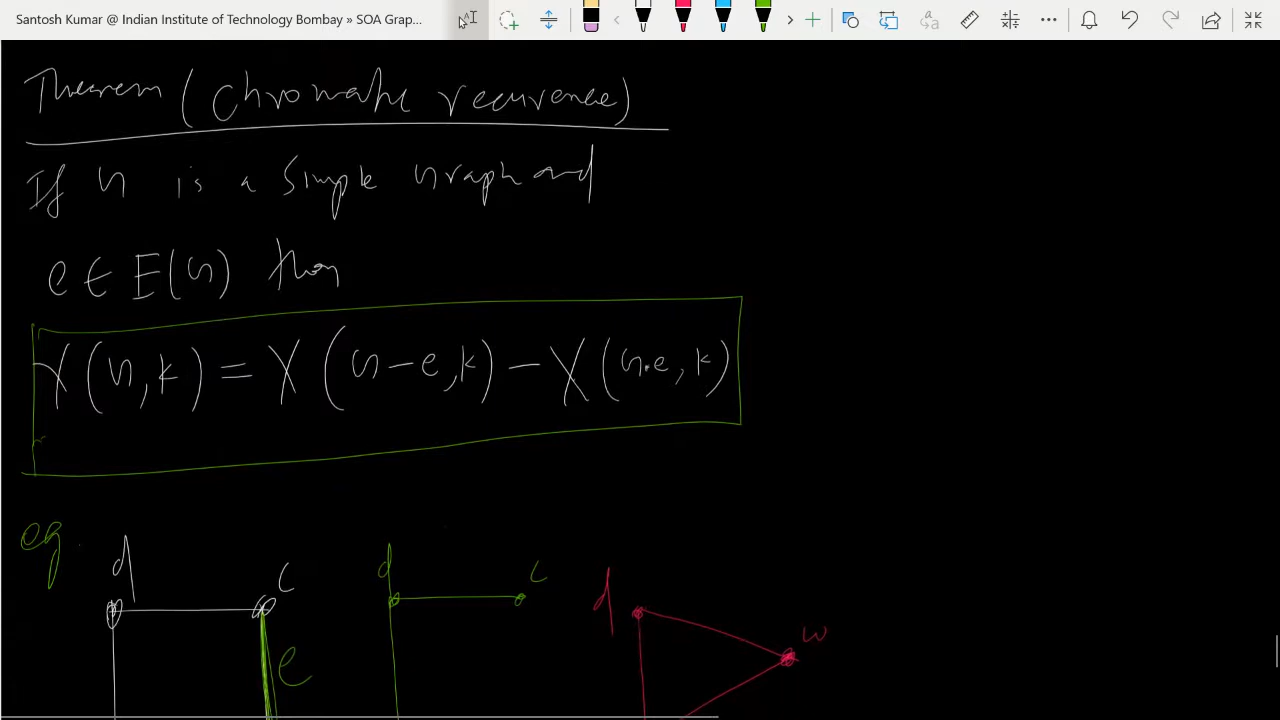 Santosh Kumar @ Indian Institute of Technology Bombay » SOA Grap...
Theorem (Chromatic recurrence)
If G is a simple Graph and
e ∈ E(G) then
χ(G, k) = χ(G-e, k) - χ(G.e, k)
eg.
d c d c d w
e